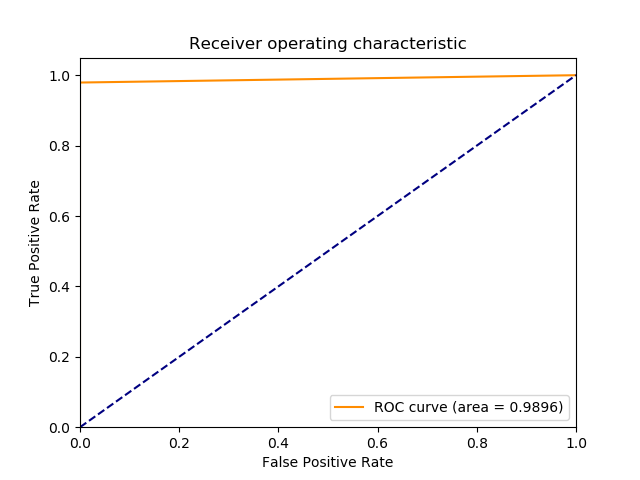 Receiver operating characteristic
True Positive Rate
1.0
0.8
0.6
0.4
0.2
0.0
ROC curve (area = 0.9896)
0.0 0.2 0.4 0.6 0.8 1.0
False Positive Rate